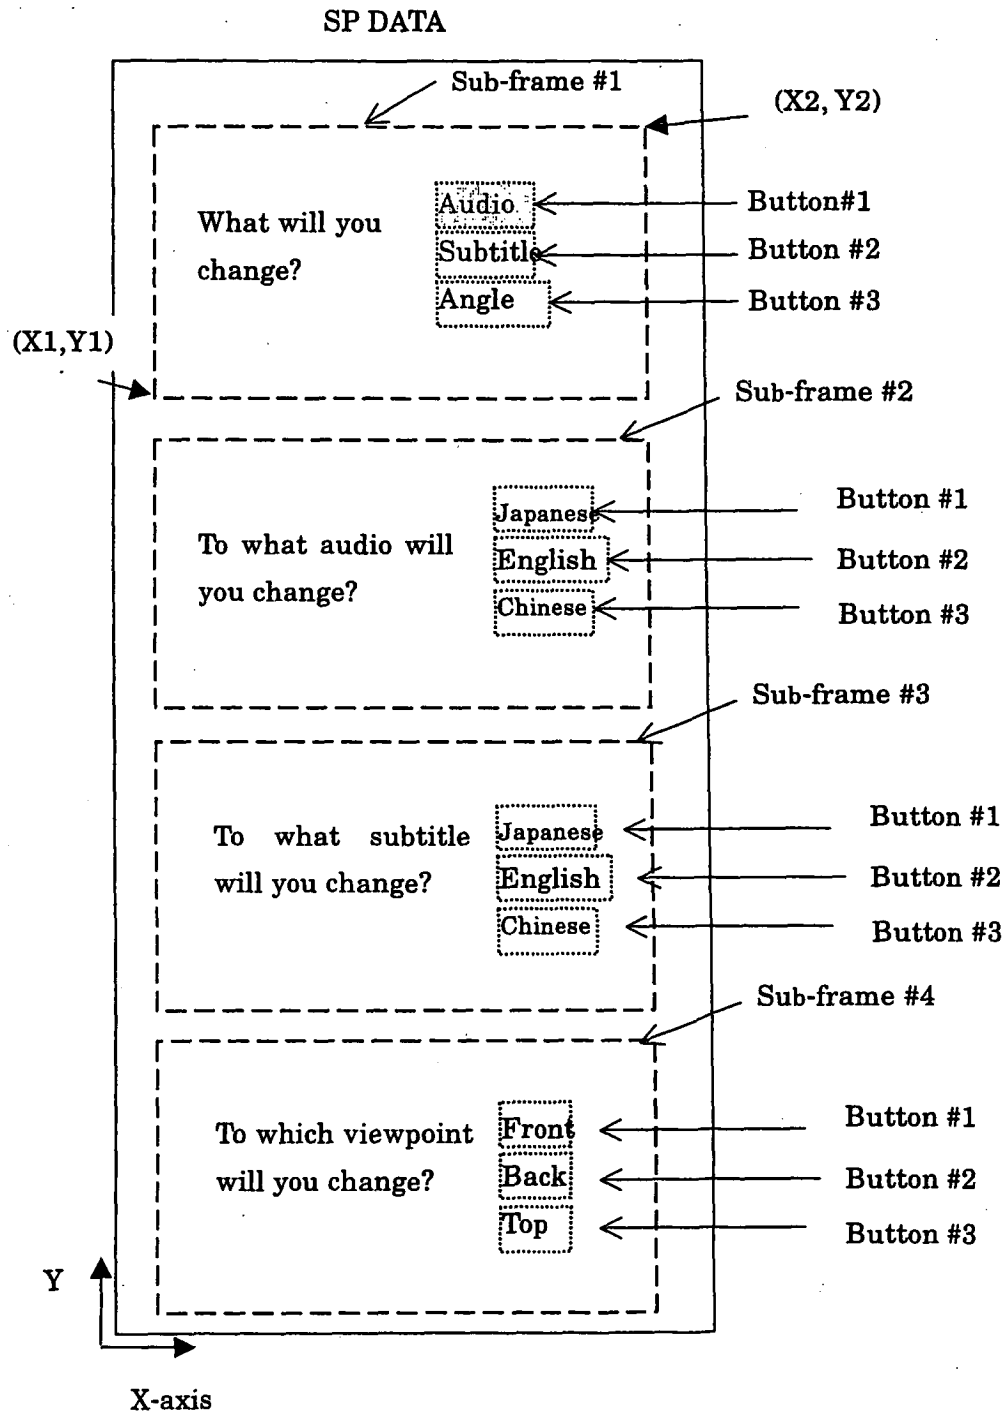 SP DATA
Sub-frame #1
(X2, Y2)
What will you
change?
Audio
Subtitle
Angle
Button#1
Button #2
Button #3
(X1,Y1)
Sub-frame #2
To what audio will
you change?
Japanese
English
Chinese
Button #1
Button #2
Button #3
Sub-frame #3
To what subtitle
will you change?
Japanese
English
Chinese
Button #1
Button #2
Button #3
Sub-frame #4
To which viewpoint
will you change?
Front
Back
Top
Button #1
Button #2
Button #3
Y
X-axis